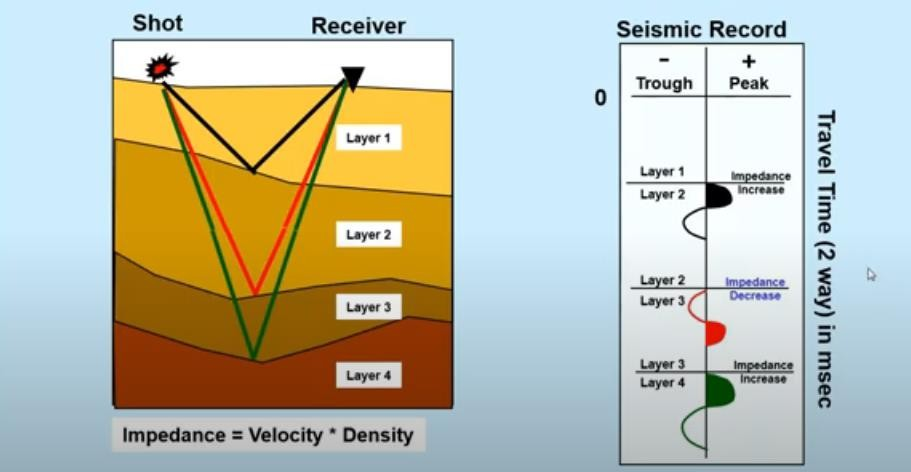 Shot
Receiver
Layer 1
Layer 2
Layer 3
Layer 4
Impedance = Velocity * Density
Seismic Record
- +
Trough Peak
0
Layer 1 Impedance
Layer 2 Increase
Layer 2 Impedance
Layer 3 Decrease
Layer 3 Impedance
Layer 4 Increase
Travel Time (2 way) in msec